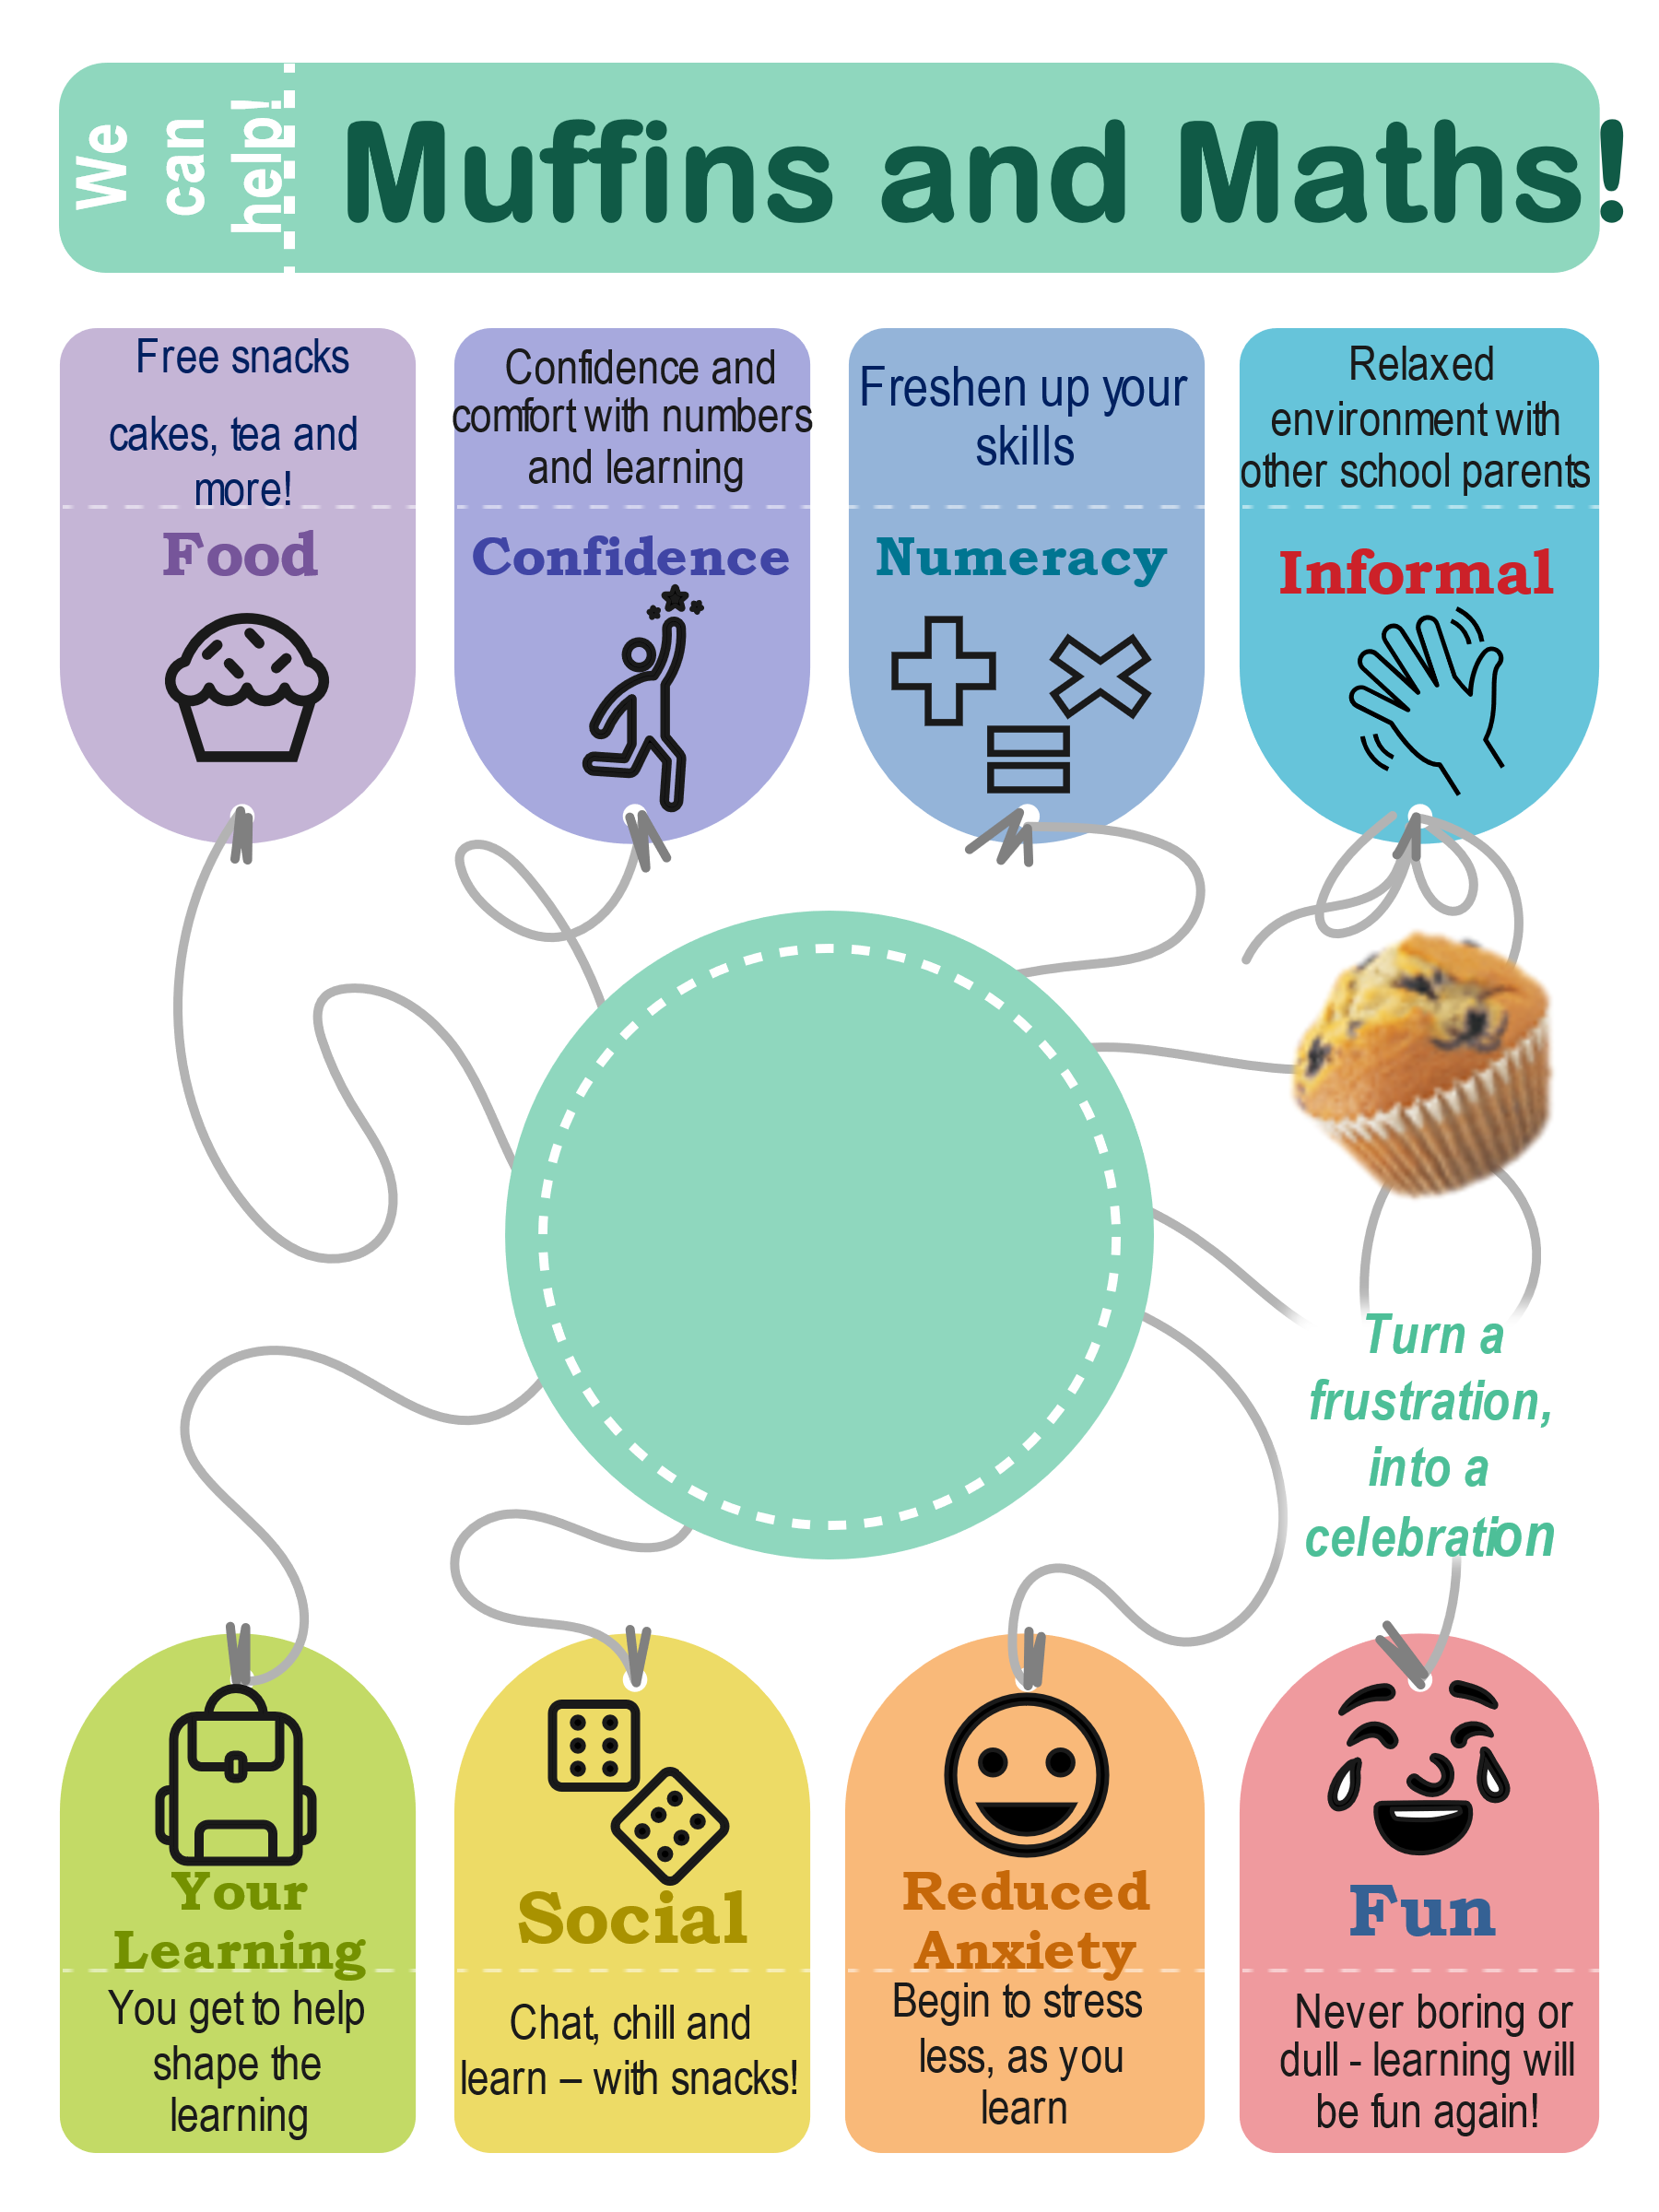 We
can
help!
Muffins and Maths!
Free snacks
cakes, tea and
more!
Food
Confidence and
comfort with numbers
and learning
Confidence
Freshen up your
skills
Numeracy
Relaxed
environment with
other school parents
Informal
Turn a
frustration,
into a
celebration
Your
Learning
You get to help
shape the
learning
Social
Chat, chill and
learn – with snacks!
Reduced
Anxiety
Begin to stress
less, as you
learn
Fun
Never boring or
dull - learning will
be fun again!